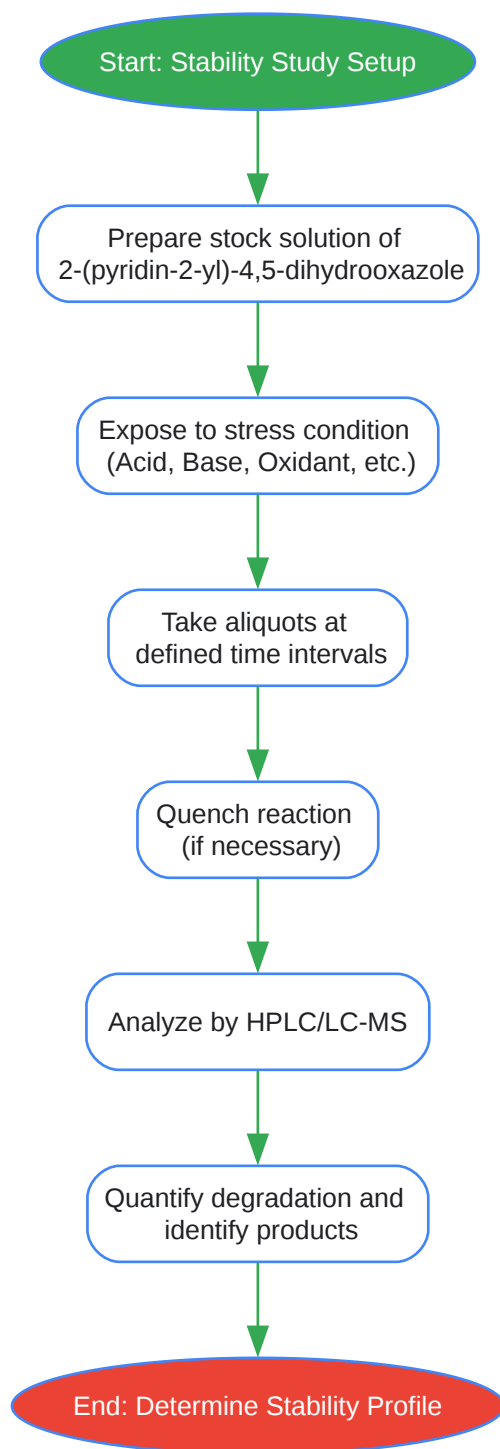 Start: Stability Study Setup
Prepare stock solution of
2-(pyridin-2-yl)-4,5-dihydrooxazole
Expose to stress condition
(Acid, Base, Oxidant, etc.)
Take aliquots at
defined time intervals
Quench reaction
(if necessary)
Analyze by HPLC/LC-MS
Quantify degradation and
identify products
End: Determine Stability Profile